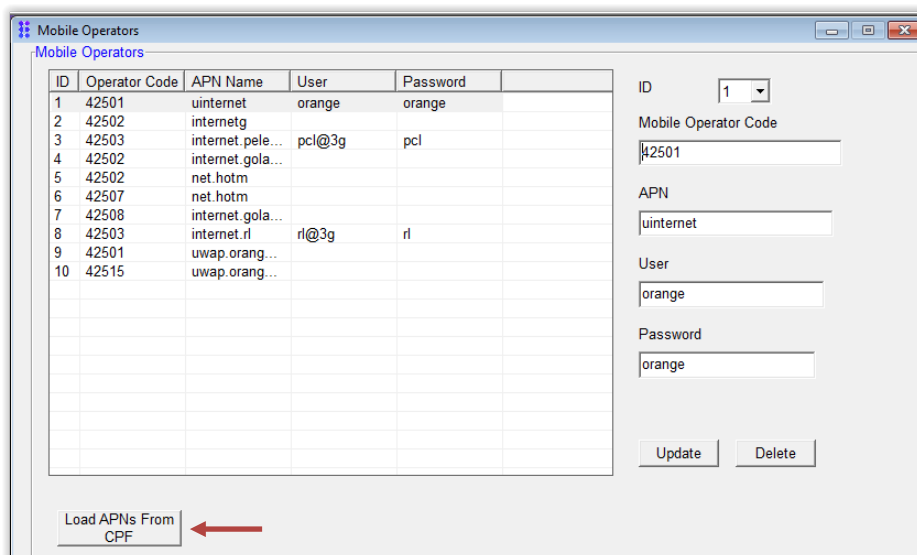 Mobile Operators
Mobile Operators
ID Operator Code APN Name User Password
1 42501 uinternet orange orange
2 42502 internetg
3 42503 internet.pele... pcl@3g pcl
4 42502 internet.gola...
5 42502 net.hotm
6 42507 net.hotm
7 42508 internet.gola...
8 42503 internet.rl rl@3g rl
9 42501 uwap.orang...
10 42515 uwap.orang...
ID 1
Mobile Operator Code
42501
APN
uinternet
User
orange
Password
orange
Update Delete
Load APNs From
CPF